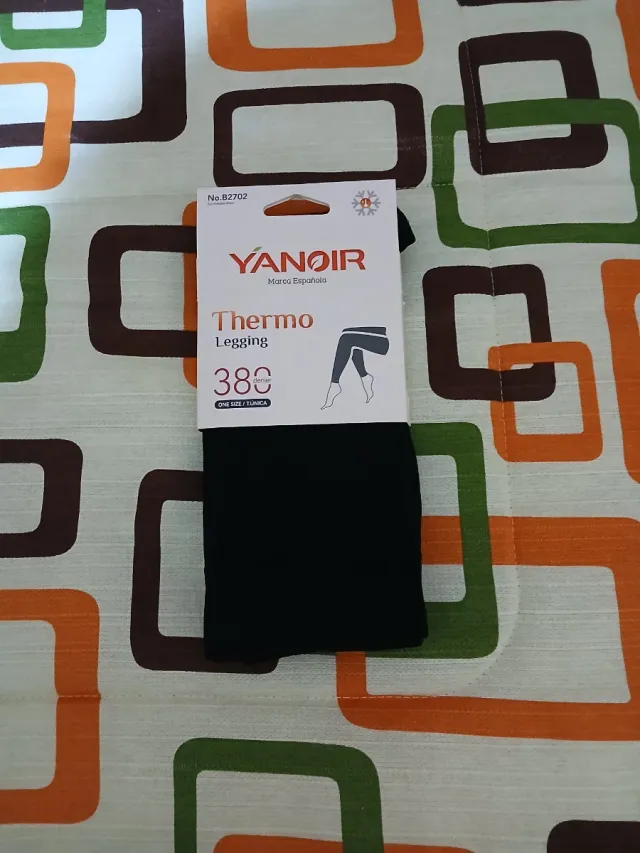 No.B2702
YANOIR
Marca Española
Thermo
Legging
380
denier
ONE SIZE / T.ÚNICA